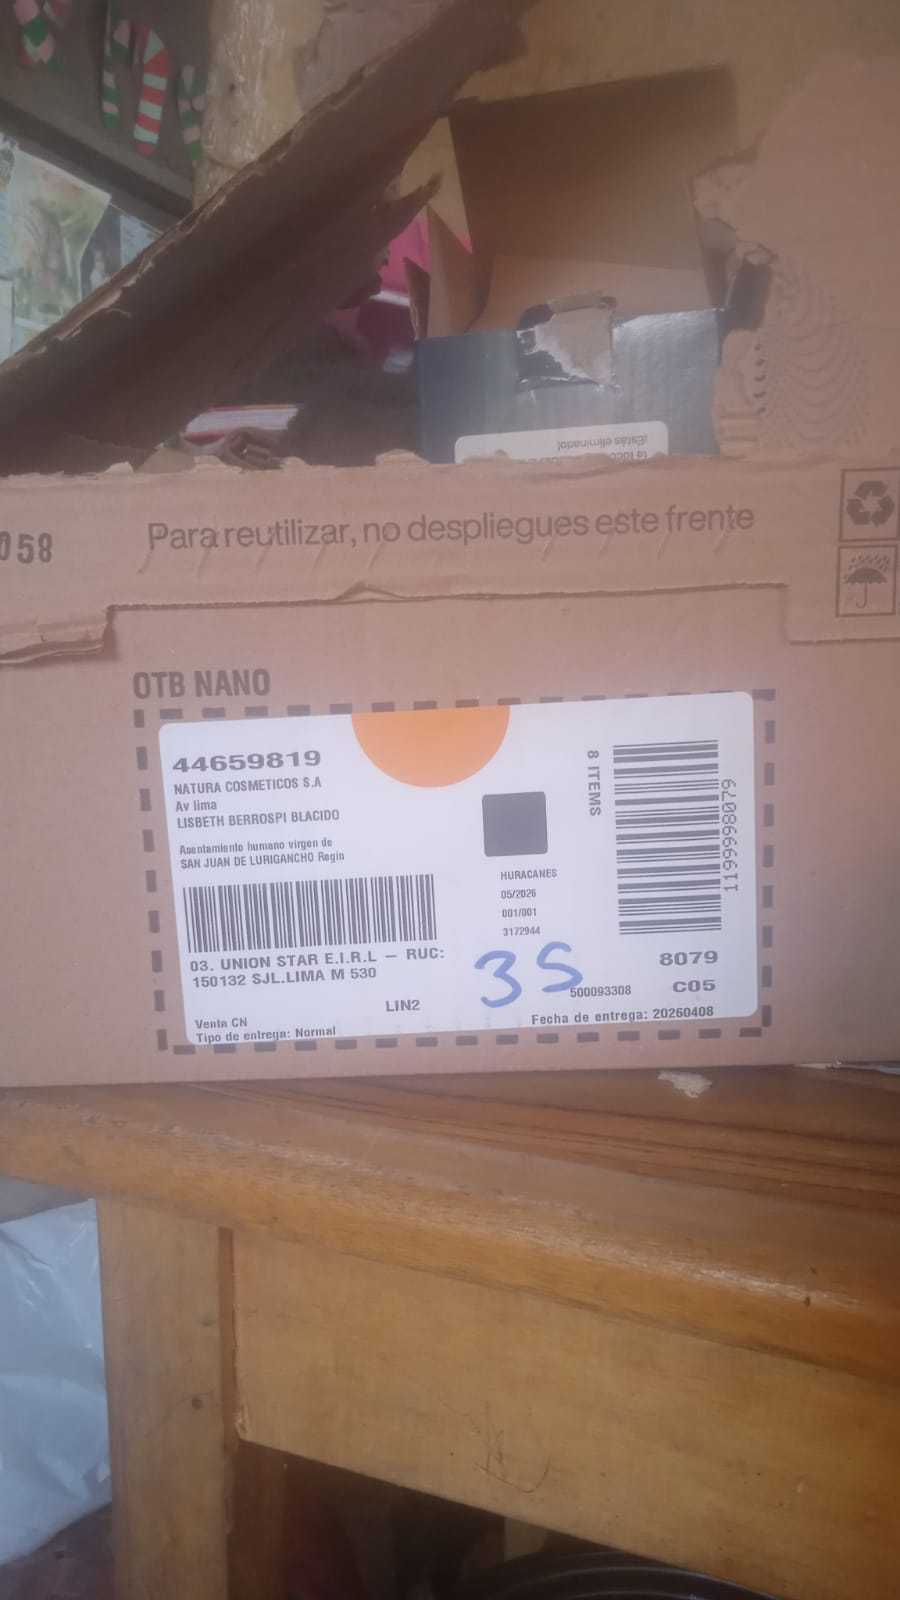 ¡Estás eliminado!
058
Para reutilizar, no despliegues este frente
OTB NANO
44659819
NATURA COSMETICOS S.A
Av lima
LISBETH BERROSPI BLACIDO
Asentamiento humano virgen de
SAN JUAN DE LURIGANCHO Regin
8 ITEMS
11999998079
HURACANES
05/2026
001/001
3172944
03. UNION STAR E.I.R.L – RUC:
150132 SJL.LIMA M 530
3S
8079
500093308
C05
LIN2
Venta CN
Tipo de entrega: Normal
Fecha de entrega: 20260408